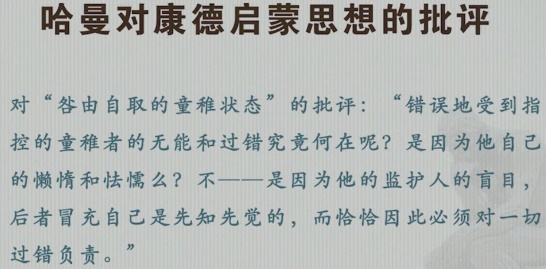 哈曼对康德启蒙思想的批评
对“咎由自取的童稚状态”的批评：“错误地受到指
控的童稚者的无能和过错究竟何在呢？是因为他自己
的懒惰和怯懦么？不——是因为他的监护人的盲目，
后者冒充自己是先知先觉的，而恰恰因此必须对一切
过错负责。”